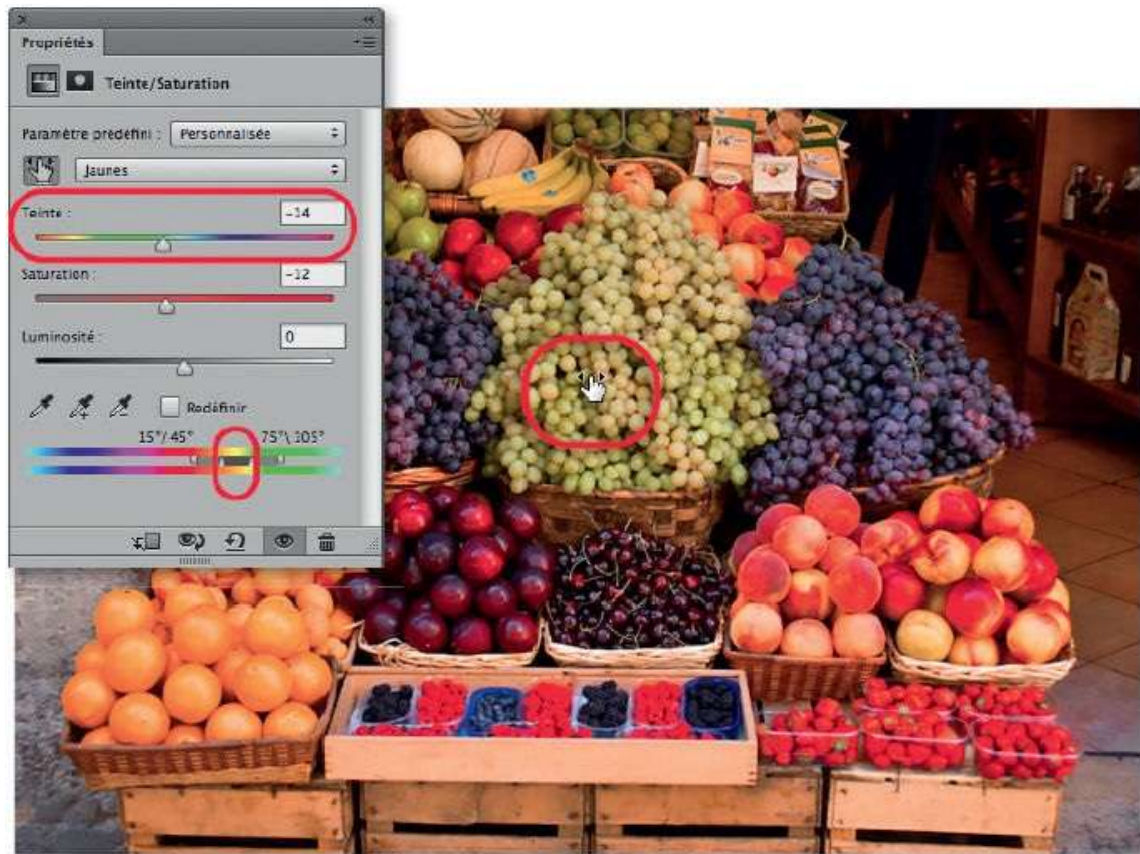 Propriétés
Teinte/Saturation
Paramètre prédéfini : Personnalisée
Jaunes
Teinte : -14
Saturation : -12
Luminosité : 0
Redéfinir
15°/ 45° 75°\ 105°